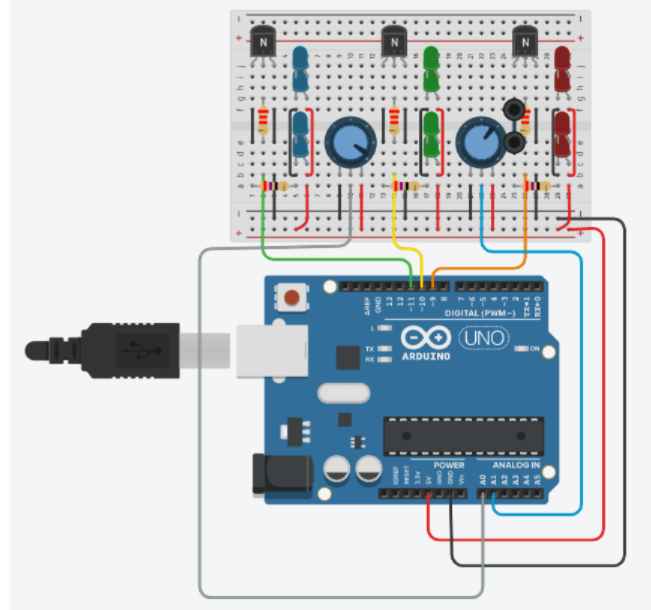 N N N
j
i
h
g
f
e
d
c
b
a
AREF
GND
13
12
~11
~10
~9
8
7
~6
~5
4
~3
2
TX→1
RX←0
DIGITAL (PWM~)
L
TX
RX
ARDUINO
UNO
ON
POWER
ANALOG IN
IOREF
RESET
3.3V
5V
GND
GND
Vin
A0
A1
A2
A3
A4
A5